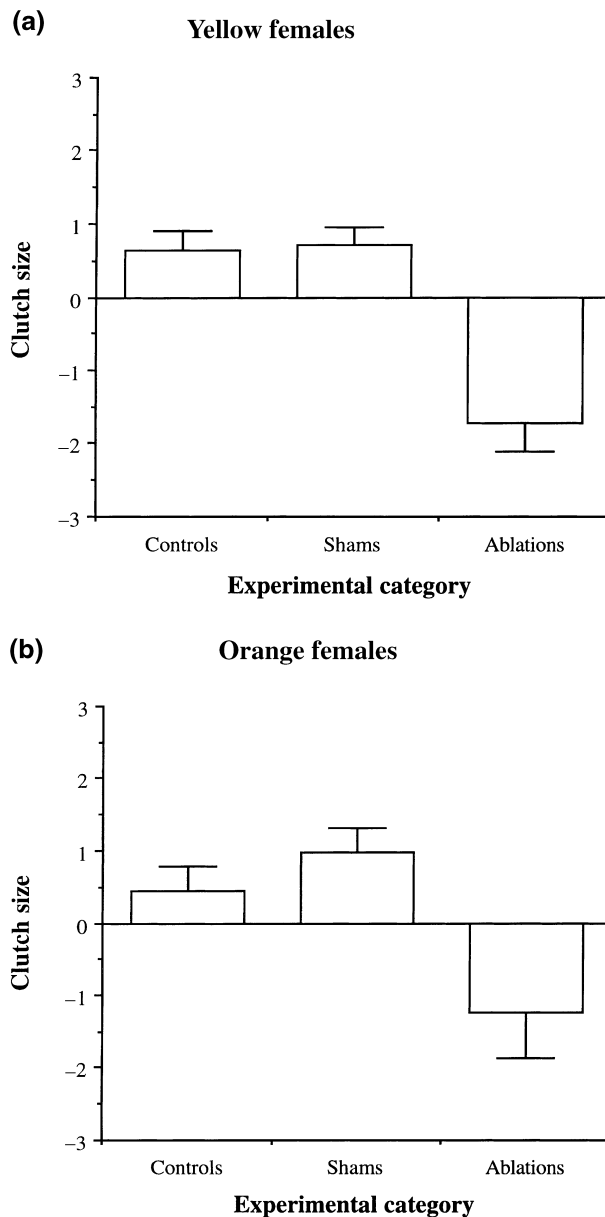 (a)
Yellow females
3
2
1
0
–1
–2
–3
Clutch size
Controls Shams Ablations
Experimental category
(b)
Orange females
3
2
1
0
–1
–2
–3
Clutch size
Controls Shams Ablations
Experimental category